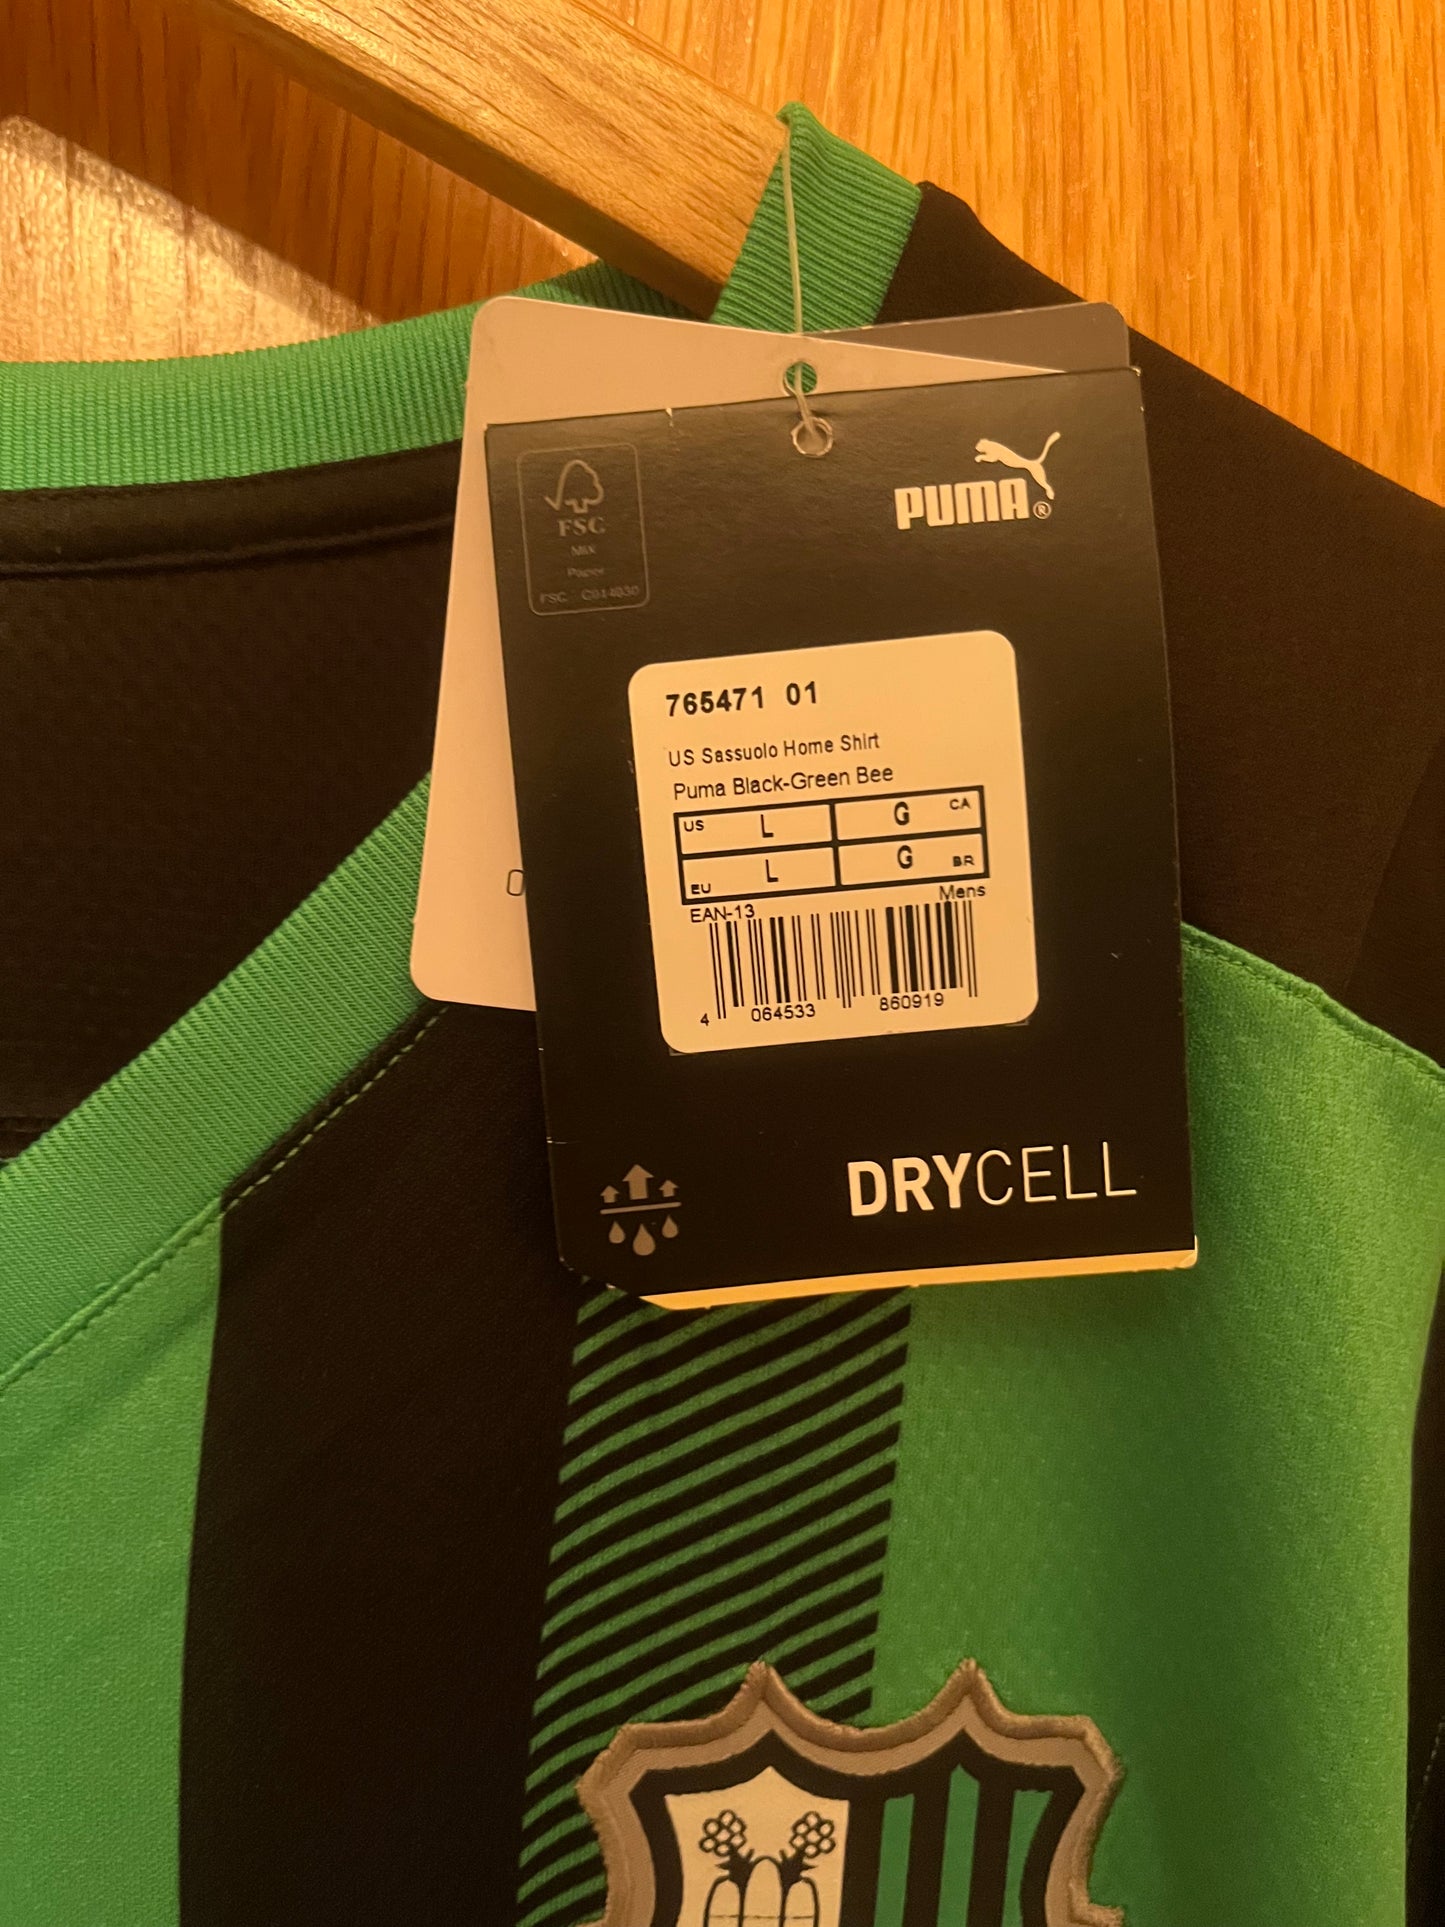 PUMA®
FSC
Mix
Paper
FSC® C014030
765471 01
US Sassuolo Home Shirt
Puma Black-Green Bee
US L G CA
EU L G BR
EAN-13 Mens
4 064533 860919
DRYCELL